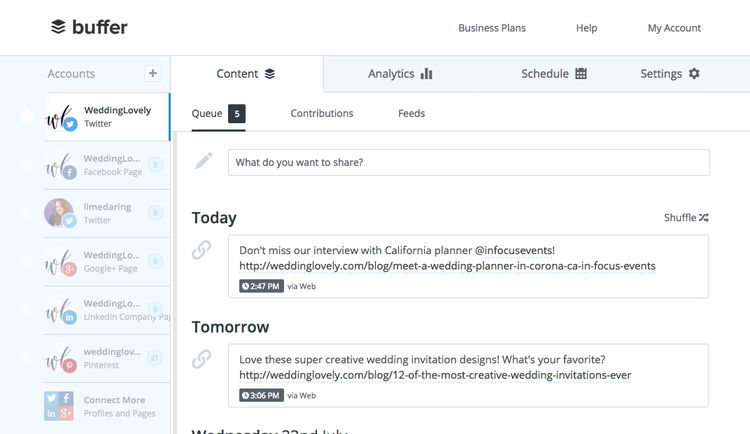 buffer
Business Plans
Help
My Account
Accounts
+
Content
Analytics
Schedule
Settings
WeddingLovely
Twitter
Queue 5
Contributions
Feeds
WeddingLo...
Facebook Page
0
What do you want to share?
limedaring
Twitter
0
Today
Shuffle
WeddingLo...
Google+ Page
0
Don't miss our interview with California planner @infocusevents!
http://weddinglovely.com/blog/meet-a-wedding-planner-in-corona-ca-in-focus-events
2:47 PM via Web
WeddingLo...
LinkedIn Company Pag
0
Tomorrow
weddinglov...
Pinterest
21
Love these super creative wedding invitation designs! What's your favorite?
http://weddinglovely.com/blog/12-of-the-most-creative-wedding-invitations-ever
3:06 PM via Web
Connect More
Profiles and Pages
Wednesday 22nd July